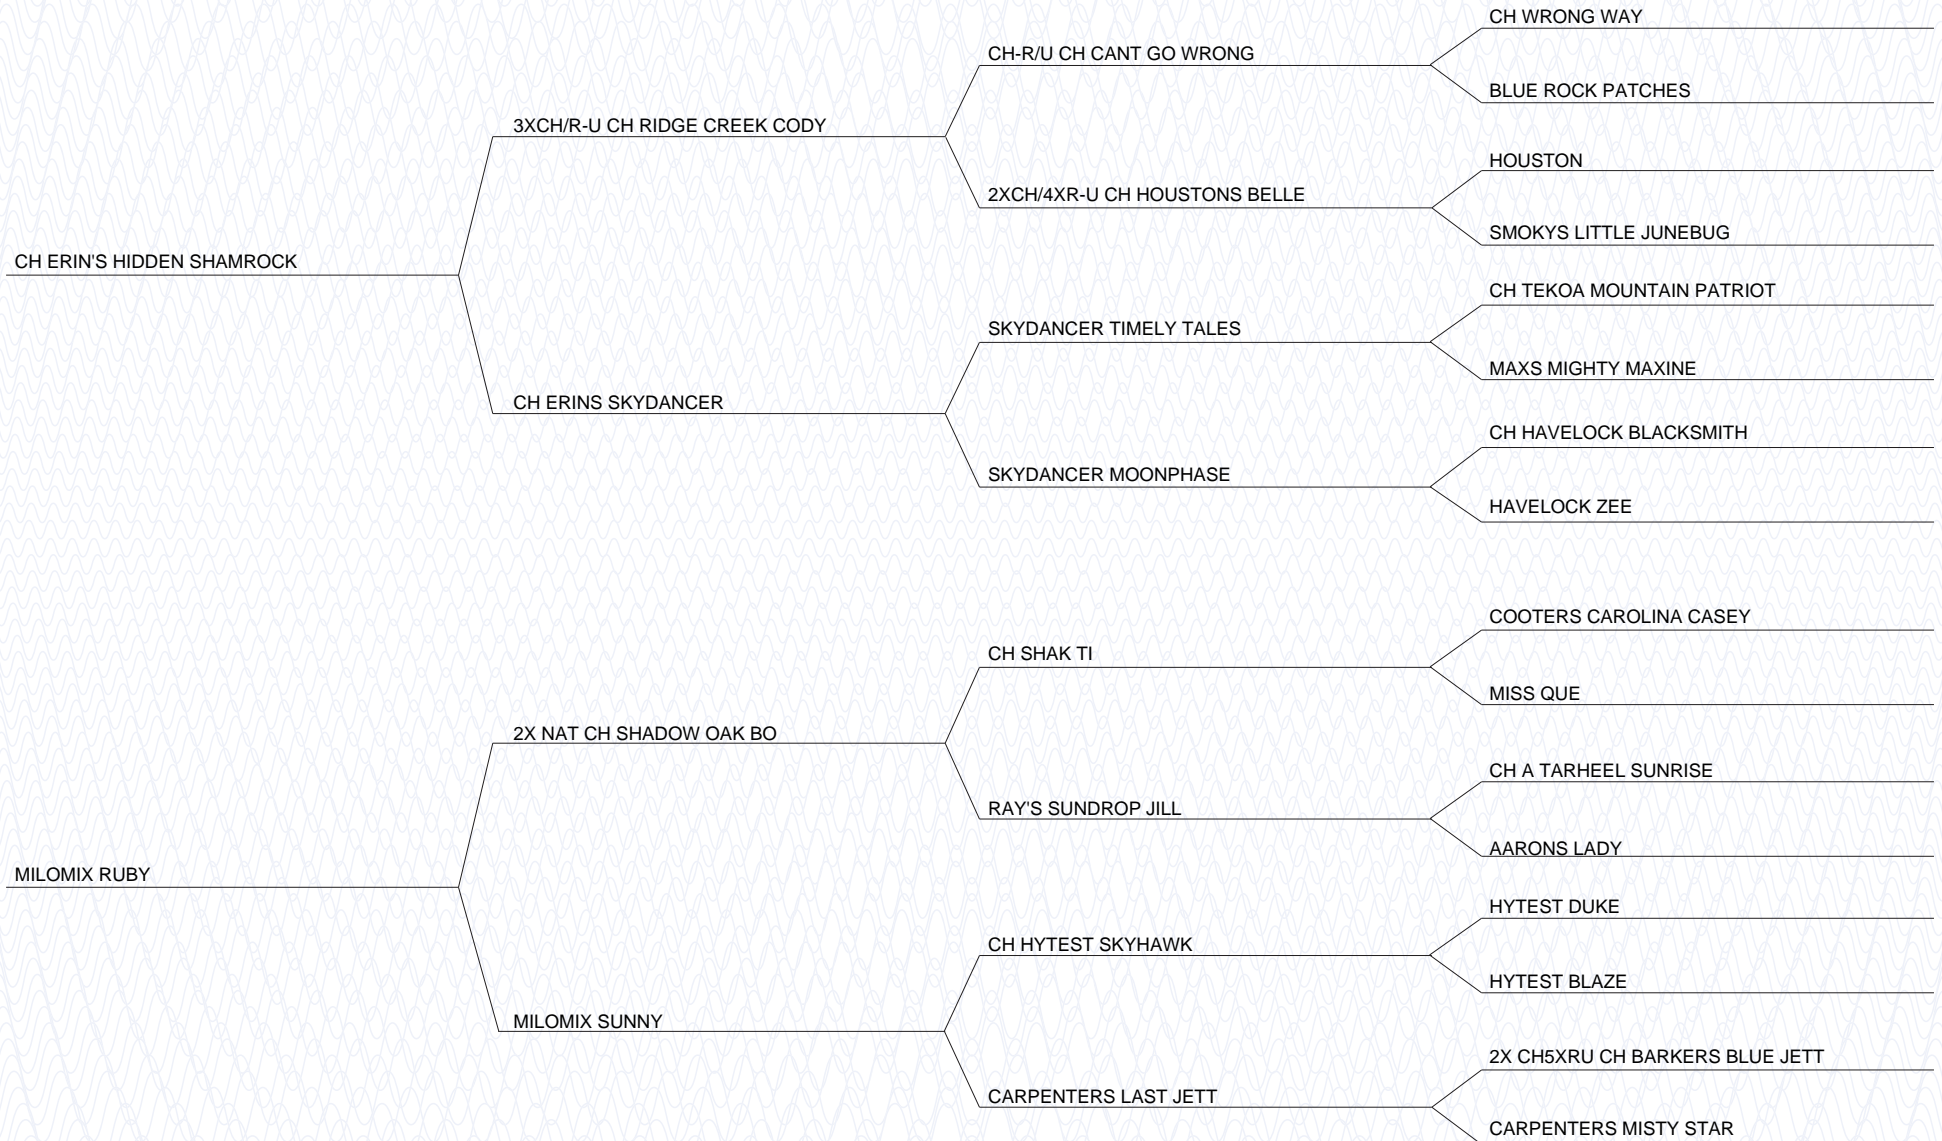 CH WRONG WAY
CH-R/U CH CANT GO WRONG
BLUE ROCK PATCHES
3XCH/R-U CH RIDGE CREEK CODY
HOUSTON
2XCH/4XR-U CH HOUSTONS BELLE
SMOKYS LITTLE JUNEBUG
CH ERIN'S HIDDEN SHAMROCK
CH TEKOA MOUNTAIN PATRIOT
SKYDANCER TIMELY TALES
MAXS MIGHTY MAXINE
CH ERINS SKYDANCER
CH HAVELOCK BLACKSMITH
SKYDANCER MOONPHASE
HAVELOCK ZEE
COOTERS CAROLINA CASEY
CH SHAK TI
MISS QUE
2X NAT CH SHADOW OAK BO
CH A TARHEEL SUNRISE
RAY'S SUNDROP JILL
AARONS LADY
MILOMIX RUBY
HYTEST DUKE
CH HYTEST SKYHAWK
HYTEST BLAZE
MILOMIX SUNNY
2X CH5XRU CH BARKERS BLUE JETT
CARPENTERS LAST JETT
CARPENTERS MISTY STAR